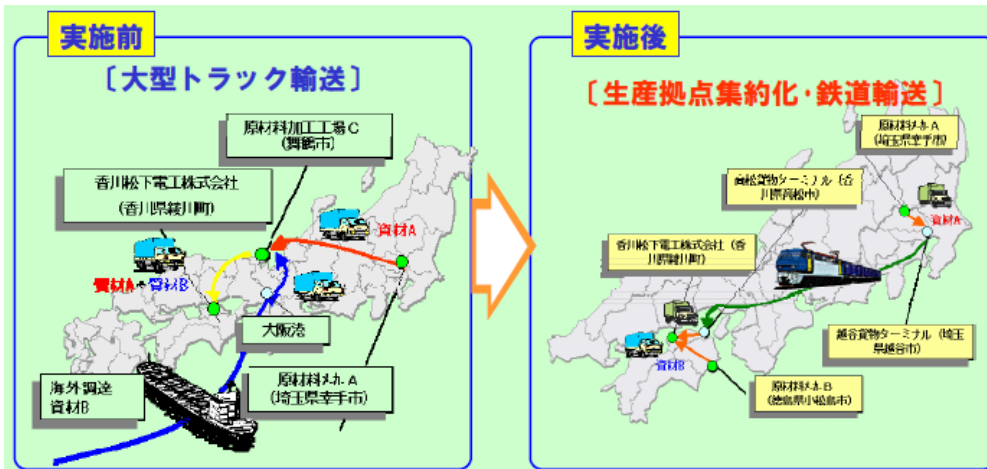 実施前
〔大型トラック輸送〕
原材料加工工場C
(舞鶴市)
香川松下電工株式会社
(香川県綾川町)
資材A
資材A+資材B
大阪港
海外調達
資材B
原材料メーカーA
(埼玉県幸手市)
実施後
〔生産拠点集約化・鉄道輸送〕
原材料メーカーA
(埼玉県幸手市)
高松貨物ターミナル (香
川県高松市)
資材A
香川松下電工株式会社 (香
川県綾川町)
資材B
越谷貨物ターミナル (埼玉
県越谷市)
原材料メーカーB
(徳島県小松島市)